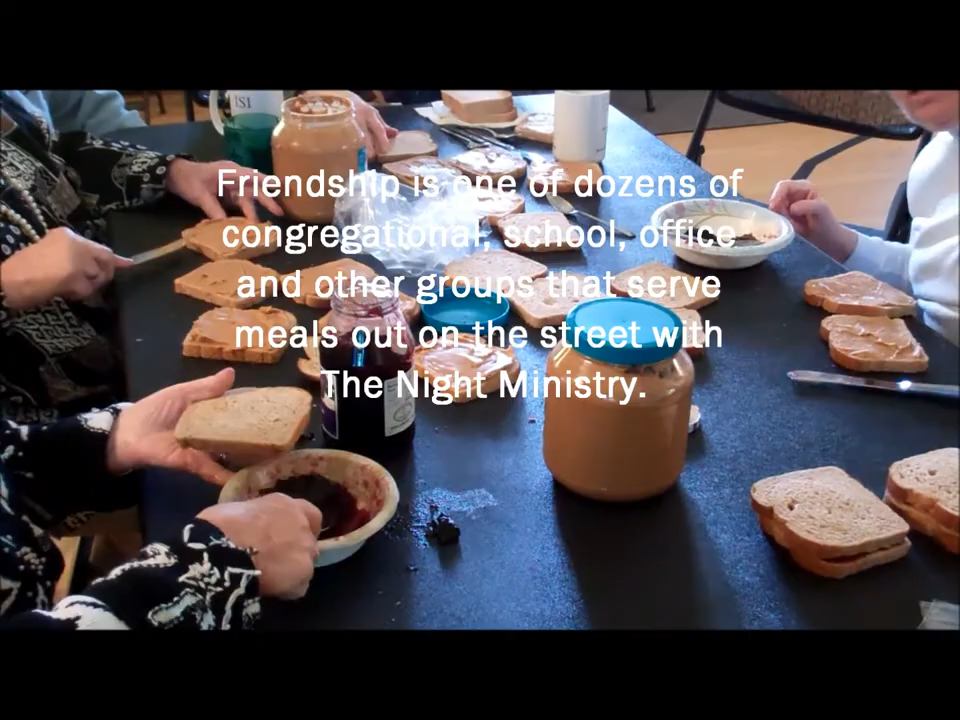 ISI
Friendship is one of dozens of
congregational, school, office
and other groups that serve
meals out on the street with
The Night Ministry.